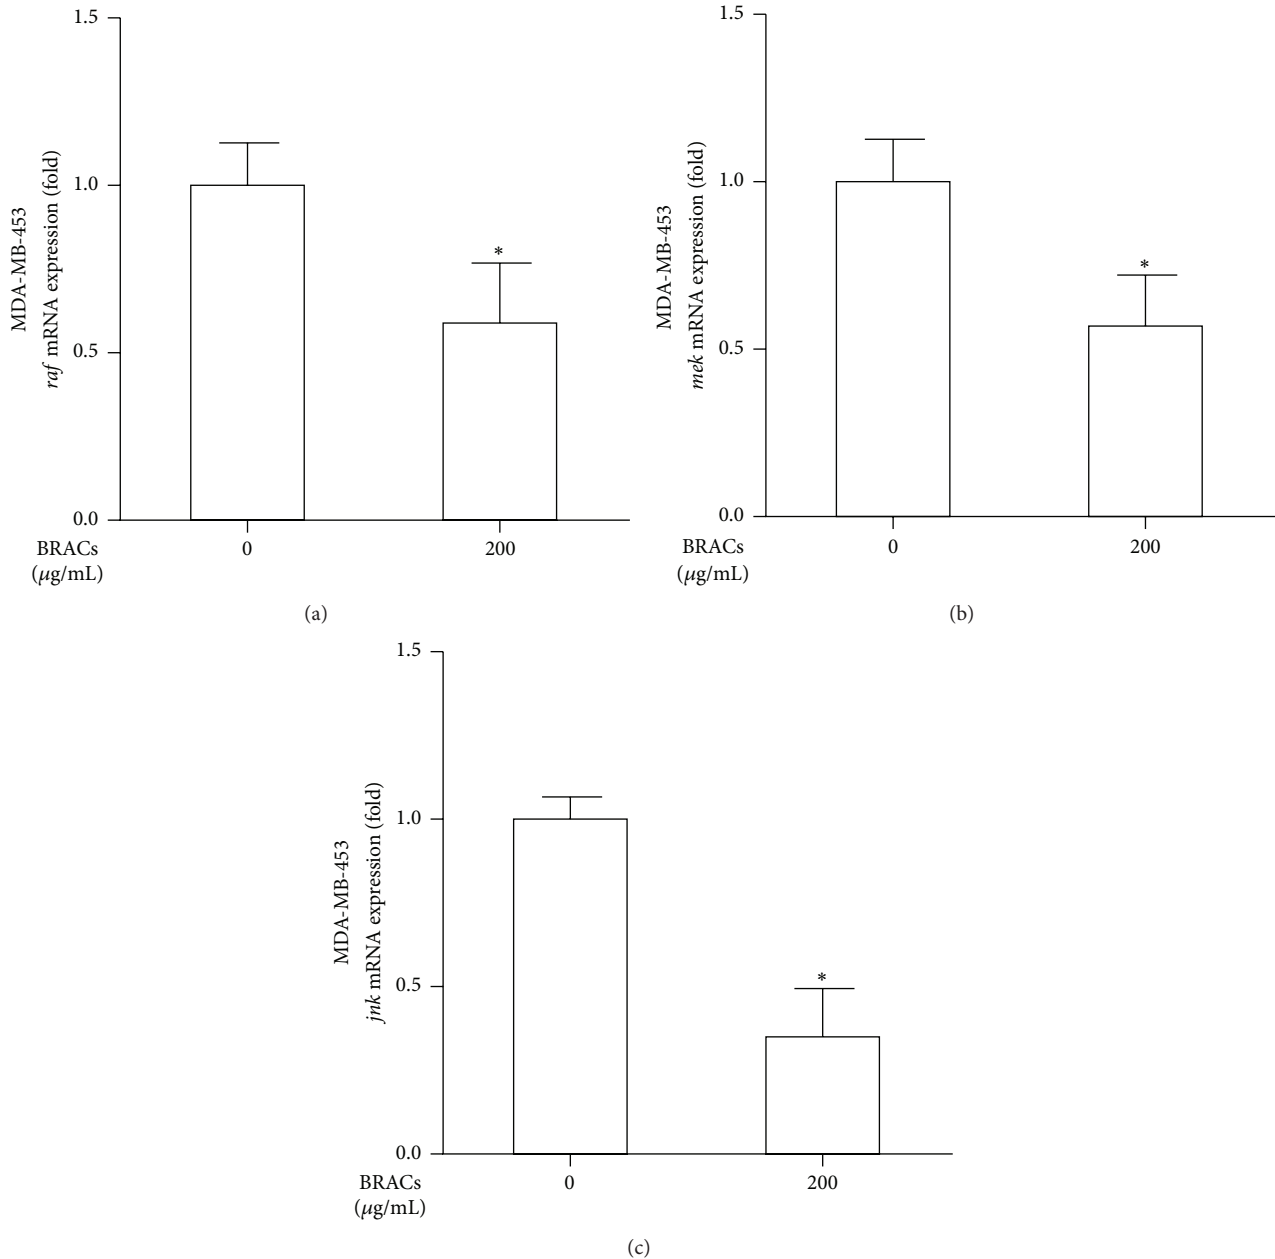 1.5
1.0
0.5
0.0
MDA-MB-453
raf mRNA expression (fold)
*
BRACs
(μg/mL)
0
200
(a)
1.5
1.0
0.5
0.0
MDA-MB-453
mek mRNA expression (fold)
*
BRACs
(μg/mL)
0
200
(b)
1.5
1.0
0.5
0.0
MDA-MB-453
jnk mRNA expression (fold)
*
BRACs
(μg/mL)
0
200
(c)